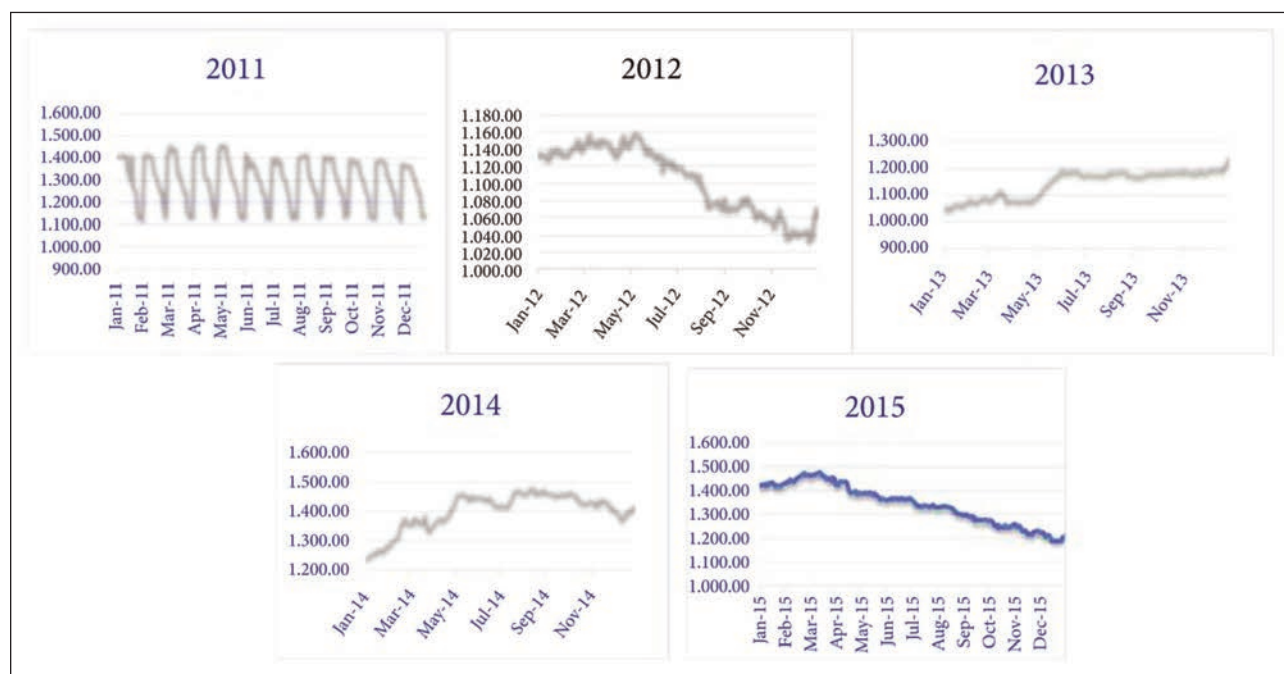 2011
1.600.00
1.500.00
1.400.00
1.300.00
1.200.00
1.100.00
1.000.00
900.00
Jan-11
Feb-11
Mar-11
Apr-11
May-11
Jun-11
Jul-11
Aug-11
Sep-11
Oct-11
Nov-11
Dec-11
2012
1.180.00
1.160.00
1.140.00
1.120.00
1.100.00
1.080.00
1.060.00
1.040.00
1.020.00
1.000.00
Jan-12
Mar-12
May-12
Jul-12
Sep-12
Nov-12
2013
1.300.00
1.200.00
1.100.00
1.000.00
900.00
Jan-13
Mar-13
May-13
Jul-13
Sep-13
Nov-13
2014
1.600.00
1.500.00
1.400.00
1.300.00
1.200.00
Jan-14
Mar-14
May-14
Jul-14
Sep-14
Nov-14
2015
1.600.00
1.500.00
1.400.00
1.300.00
1.200.00
1.100.00
1.000.00
Jan-15
Feb-15
Mar-15
Apr-15
May-15
Jun-15
Jul-15
Aug-15
Sep-15
Oct-15
Nov-15
Dec-15